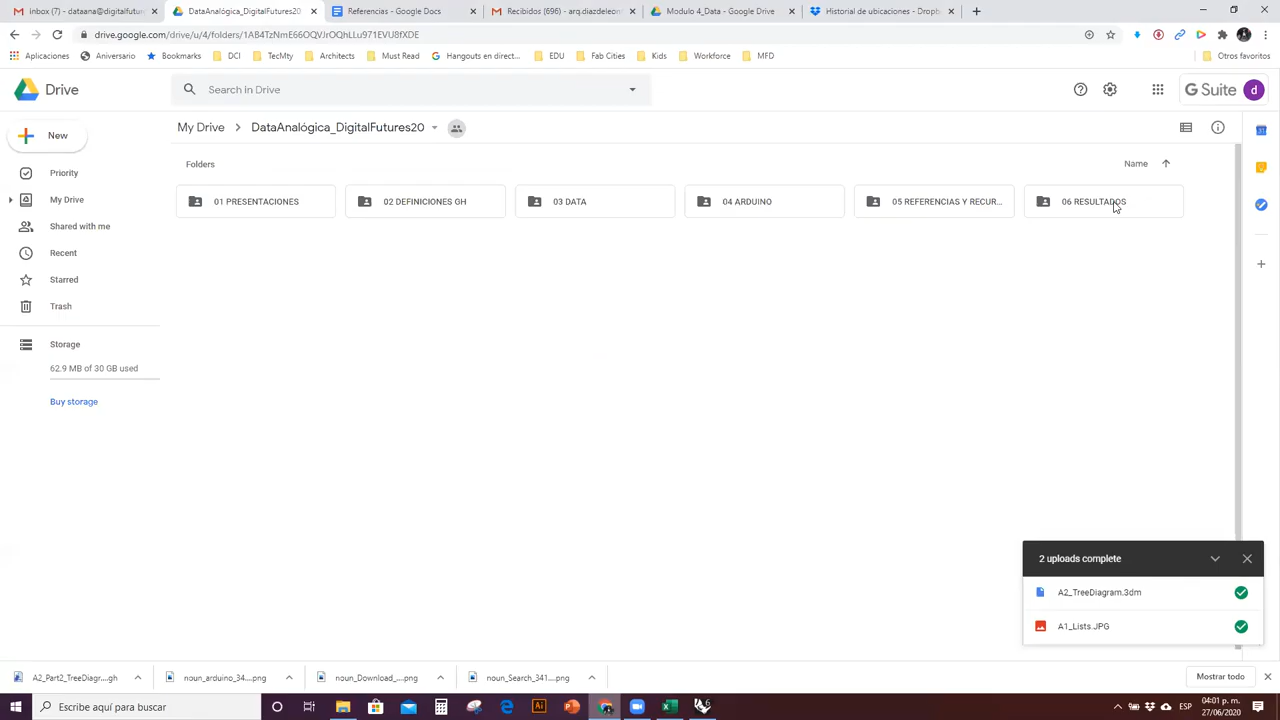 inbox (7) - dataana@digitalfutures
DataAnalógica_DigitalFutures20
Referencias - Google Docs
Recibidos (696) - arq.diazdeleon
Modulo 4_Data - Google Drive
Historial de ubicaciones - Dropb
drive.google.com/drive/u/4/folders/1AB4TzNmE66OQVJrOQhLLu971EVU8fXDE
Aplicaciones
Aniversario
Bookmarks
DCI
TecMty
Architects
Must Read
Hangouts en direct...
EDU
Fab Cities
Kids
Workforce
MFD
Otros favoritos
Drive
Search in Drive
G Suite
d
New
My Drive
DataAnalógica_DigitalFutures20
Folders
Name
Priority
My Drive
Shared with me
Recent
Starred
Trash
Storage
62.9 MB of 30 GB used
Buy storage
01 PRESENTACIONES
02 DEFINICIONES GH
03 DATA
04 ARDUINO
05 REFERENCIAS Y RECUR...
06 RESULTADOS
2 uploads complete
A2_TreeDiagram.3dm
A1_Lists.JPG
A2_Part2_TreeDiagr....gh
noun_arduino_34....png
noun_Download_....png
noun_Search_341....png
Mostrar todo
Escribe aquí para buscar
ESP
04:01 p. m.
27/06/2020